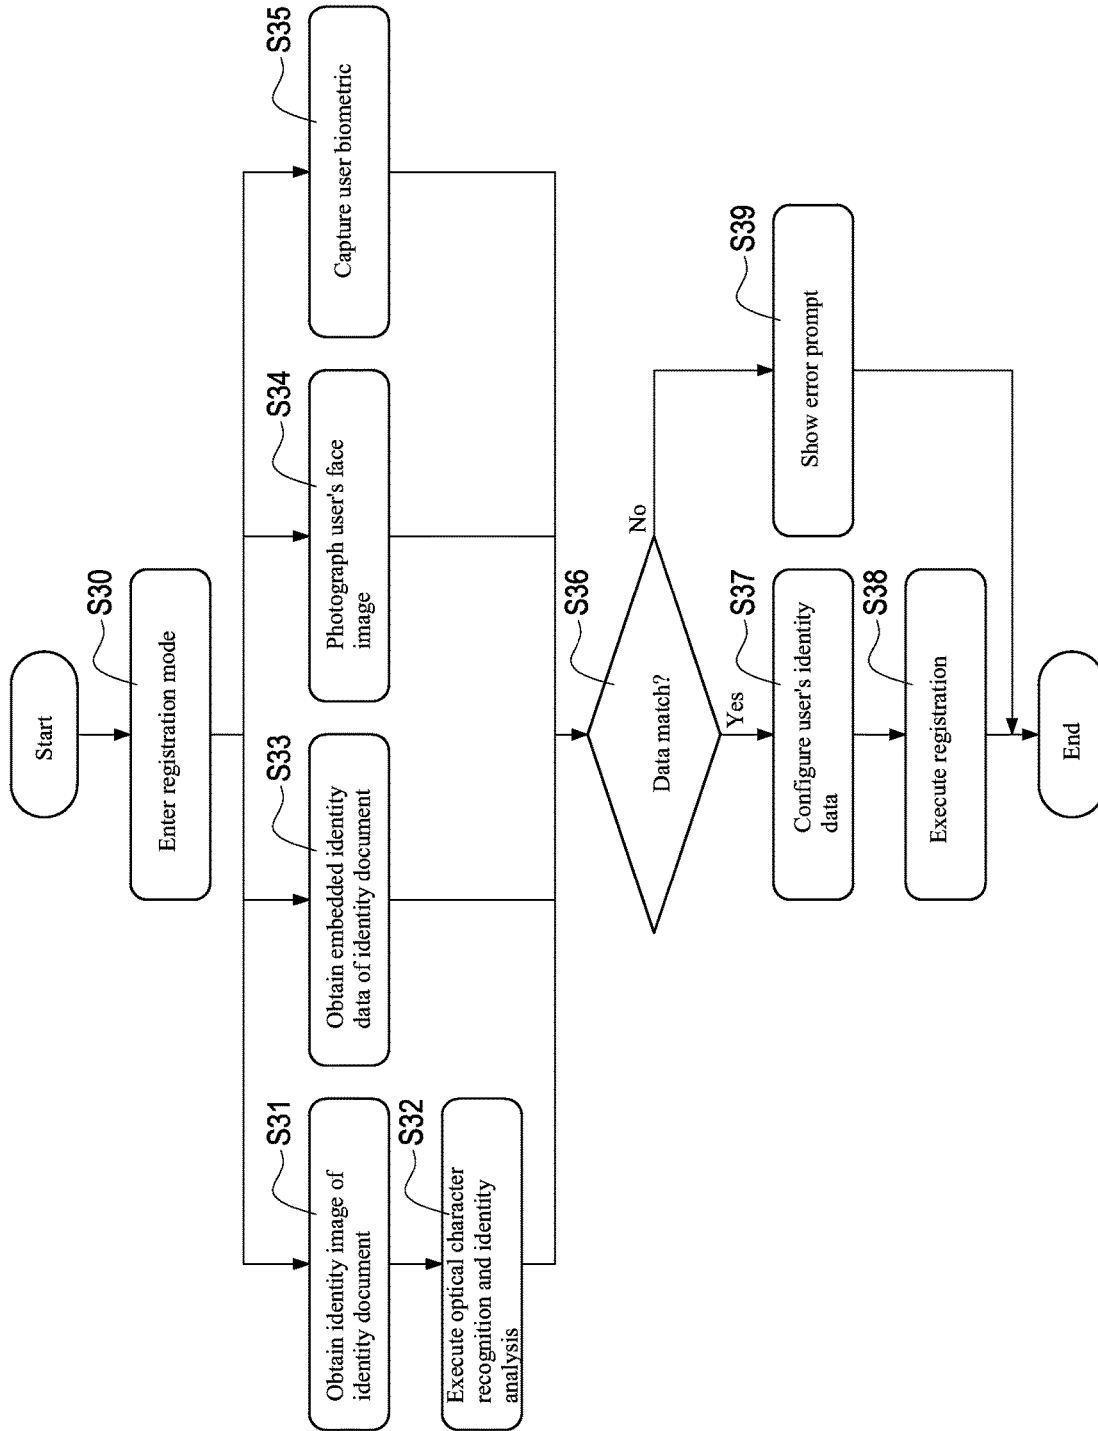 Start
S30
Enter registration mode
S31
Obtain identity image of
identity document
S32
Execute optical character
recognition and identity
analysis
S33
Obtain embedded identity
data of identity document
S34
Photograph user's face
image
S35
Capture user biometric
S36
Data match?
No
Yes
S37
Configure user's identity
data
S38
Execute registration
S39
Show error prompt
End